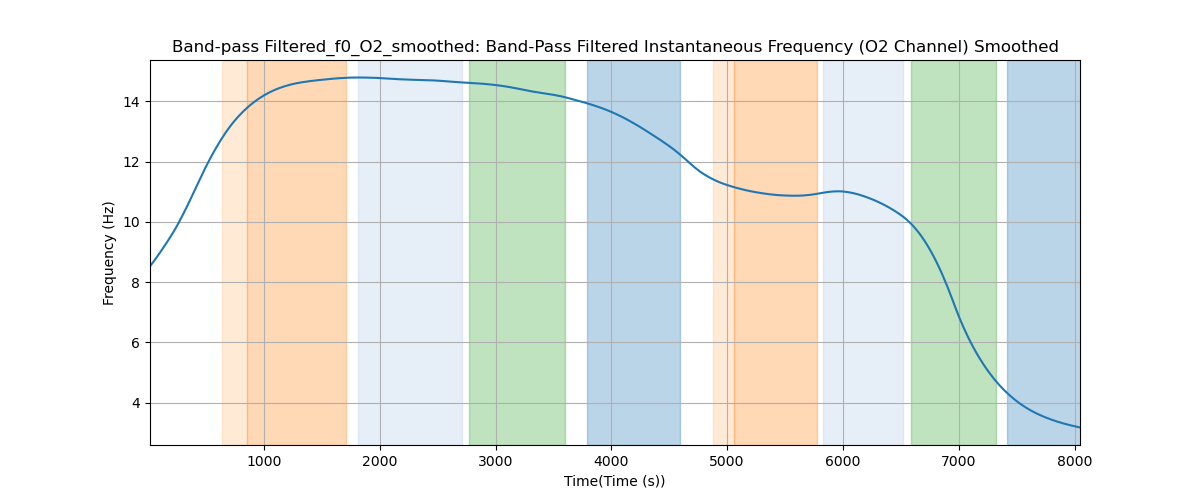 Band-pass Filtered_f0_O2_smoothed: Band-Pass Filtered Instantaneous Frequency (O2 Channel) Smoothed
Frequency (Hz)
14
12
10
8
6
4
1000 2000 3000 4000 5000 6000 7000 8000
Time(Time (s))